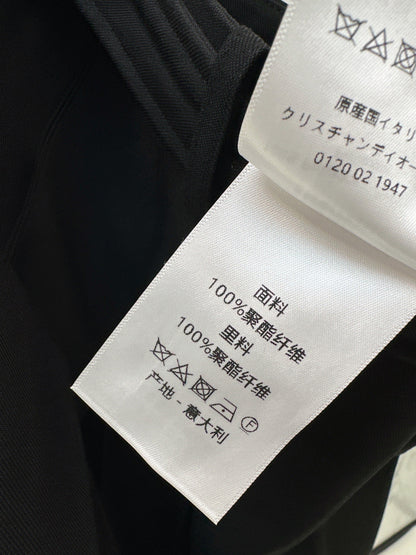 原産国イタリ
クリスチャンディオー
0120 02 1947
面料
100%聚酯纤维
里料
100%聚酯纤维
F
产地 - 意大利